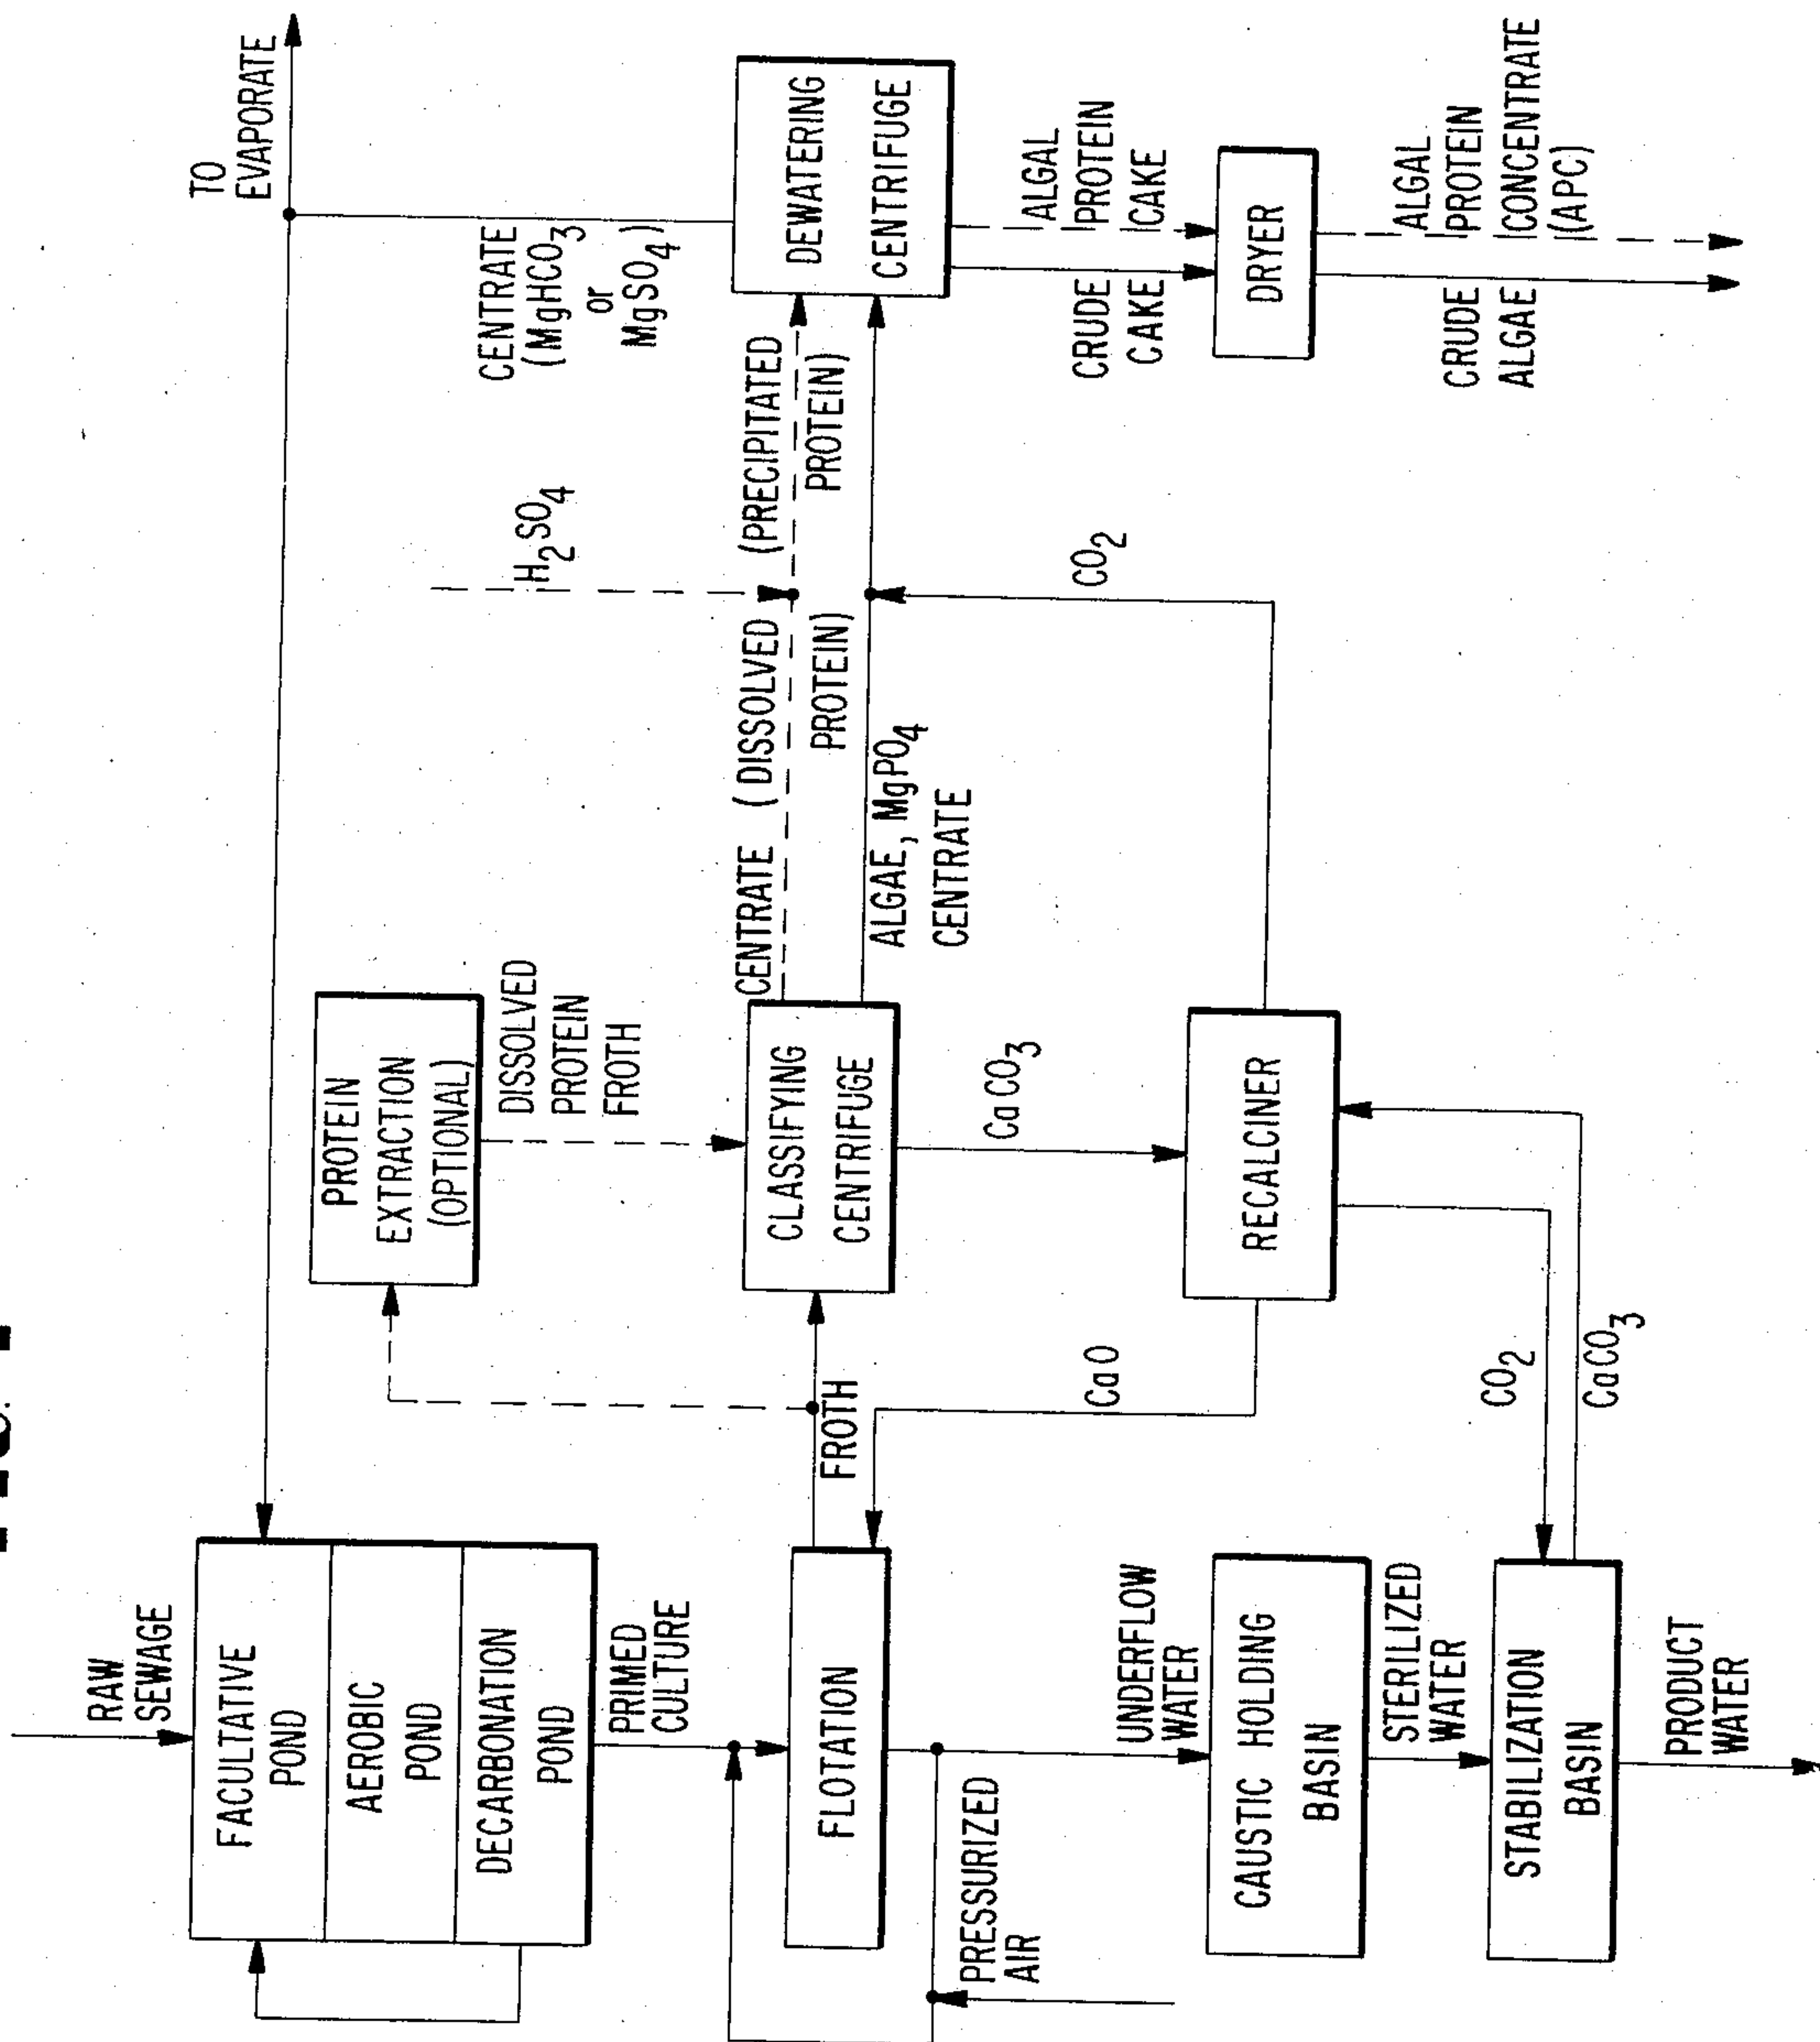 RAW
SEWAGE
FACULTATIVE
POND
AEROBIC
POND
DECARBONATION
POND
PRIMED
CULTURE
FLOTATION
PRESSURIZED
AIR
UNDERFLOW
WATER
CAUSTIC HOLDING
BASIN
STERILIZED
WATER
STABILIZATION
BASIN
PRODUCT
WATER
PROTEIN
EXTRACTION
(OPTIONAL)
DISSOLVED
PROTEIN
FROTH
FROTH
CLASSIFYING
CENTRIFUGE
CaO
CaCO3
RECALCINER
CO2
CaCO3
H2SO4
CENTRATE (DISSOLVED
PROTEIN)
(PRECIPITATED
PROTEIN)
ALGAE, MgPO4
CENTRATE
CO2
TO
EVAPORATE
CENTRATE
(MgHCO3
or
MgSO4)
DEWATERING
CENTRIFUGE
CRUDE
CAKE
ALGAL
PROTEIN
CAKE
DRYER
CRUDE
ALGAE
ALGAL
PROTEIN
CONCENTRATE
(APC)